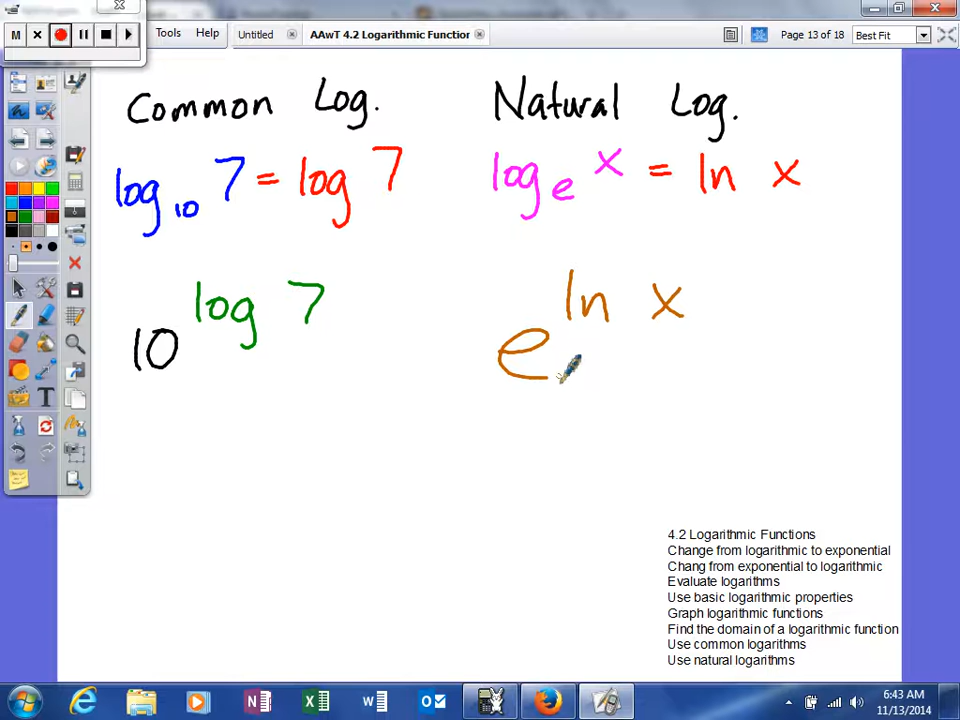 M
Tools Help Untitled AAwT 4.2 Logarithmic Function Page 13 of 18 Best Fit
Common Log. Natural Log.
log₁₀ 7 = log 7 logₑ x = ln x
10^log 7 e^ln x
4.2 Logarithmic Functions
Change from logarithmic to exponential
Chang from exponential to logarithmic
Evaluate logarithms
Use basic logarithmic properties
Graph logarithmic functions
Find the domain of a logarithmic function
Use common logarithms
Use natural logarithms
6:43 AM
11/13/2014